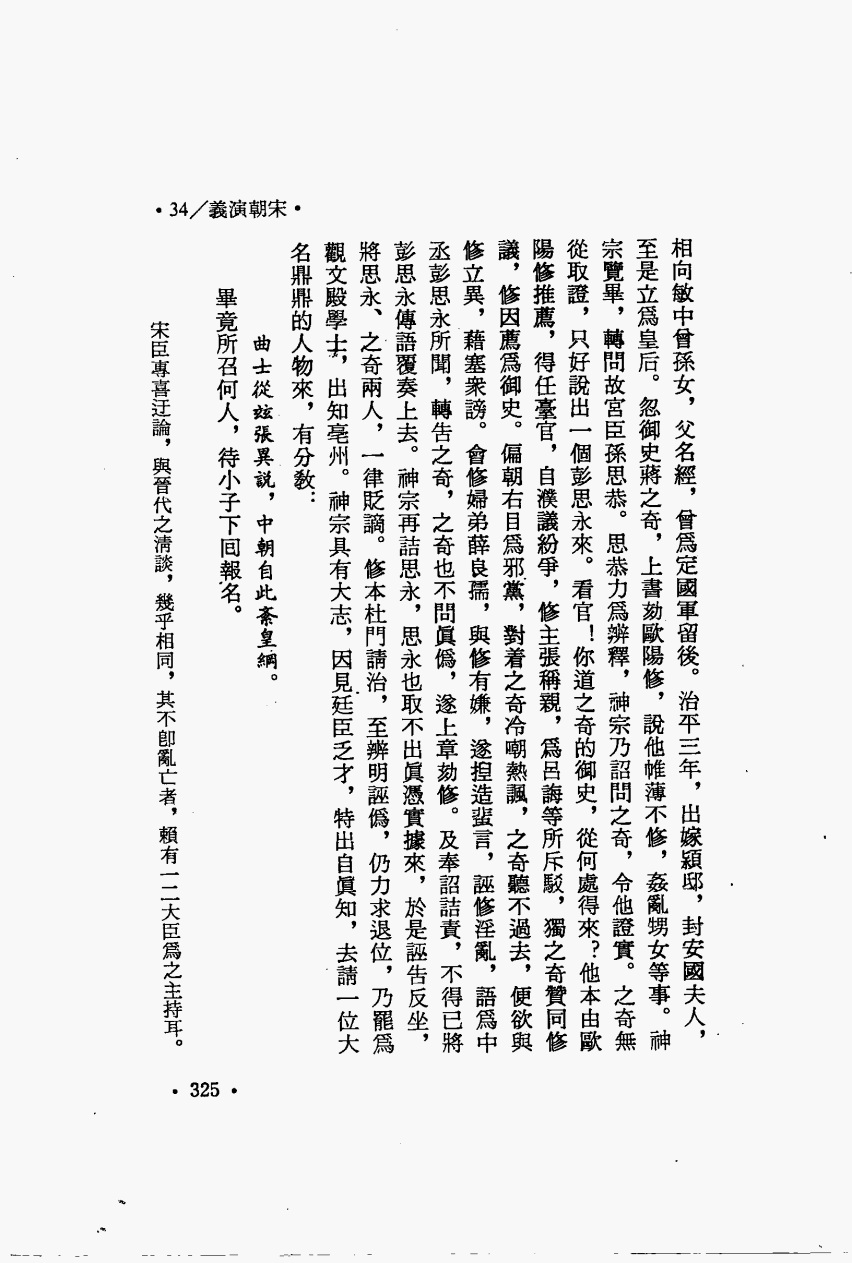 •34／義演朝宋•
相向敏中曾孫女，父名經，曾爲定國軍留後。治平三年，出嫁潁邸，封安國夫人，
至是立爲皇后。忽御史蔣之奇，上書劾歐陽修，說他帷薄不修，姦亂甥女等事。神
宗覽畢，轉問故宮臣孫思恭。思恭力爲辨釋，神宗乃詔問之奇，令他證實。之奇無
從取證，只好說出一個彭思永來。看官！你道之奇的御史，從何處得來？他本由歐
陽修推薦，得任臺官，自濮議紛爭，修主張稱親，爲呂誨等所斥駁，獨之奇贊同修
議，修因薦爲御史。偏朝右目爲邪黨，對着之奇冷嘲熱諷，之奇聽不過去，便欲與
修立異，藉塞衆謗。會修婦弟薛良孺，與修有嫌，遂揑造蜚言，誣修淫亂，語爲中
丞彭思永所聞，轉告之奇，之奇也不問眞僞，遂上章劾修。及奉詔詰責，不得已將
彭思永傳語覆奏上去。神宗再詰思永，思永也取不出眞憑實據來，於是誣告反坐，
將思永、之奇兩人，一律貶謫。修本杜門請治，至辨明誣僞，仍力求退位，乃罷爲
觀文殿學士，出知亳州。神宗具有大志，因見廷臣乏才，特出自眞知，去請一位大
名鼎鼎的人物來，有分敎：
曲士從玆張異說，中朝自此紊皇綱。
畢竟所召何人，待小子下囘報名。
宋臣專喜迂論，與晉代之淸談，幾乎相同，其不卽亂亡者，賴有一二大臣爲之主持耳。
•325•